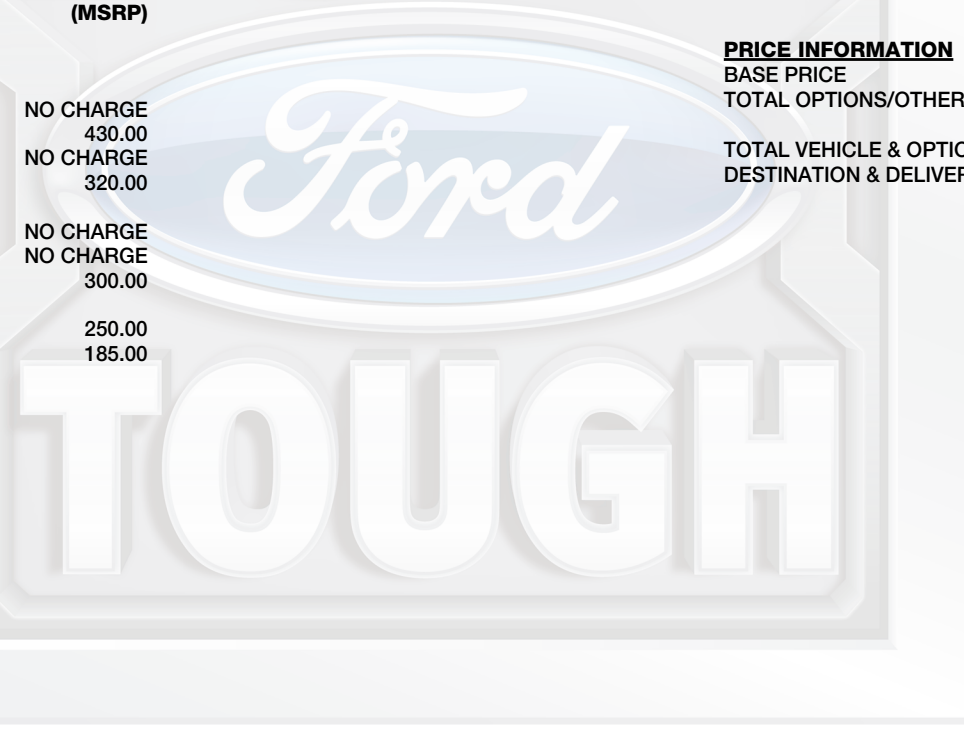 (MSRP)
NO CHARGE
430.00
NO CHARGE
320.00
NO CHARGE
NO CHARGE
300.00
250.00
185.00
PRICE INFORMATION
BASE PRICE
TOTAL OPTIONS/OTHER
TOTAL VEHICLE & OPTIO
DESTINATION & DELIVER
Ford
TOUGH